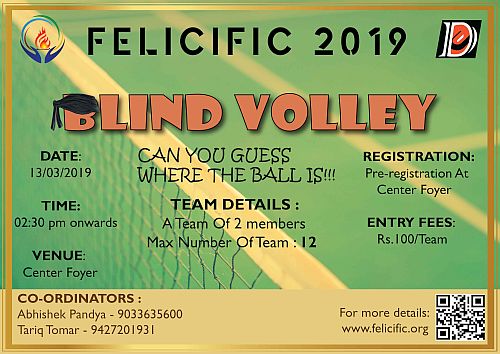 FELICIFIC 2019
BLIND VOLLEY
CAN YOU GUESS
WHERE THE BALL IS!!!
DATE:
13/03/2019
TIME:
02:30 pm onwards
VENUE:
Center Foyer
TEAM DETAILS :
A Team Of 2 members
Max Number Of Team : 12
REGISTRATION:
Pre-registration At
Center Foyer
ENTRY FEES:
Rs.100/Team
CO-ORDINATORS :
Abhishek Pandya - 9033635600
Tariq Tomar - 9427201931
For more details:
www.felicific.org